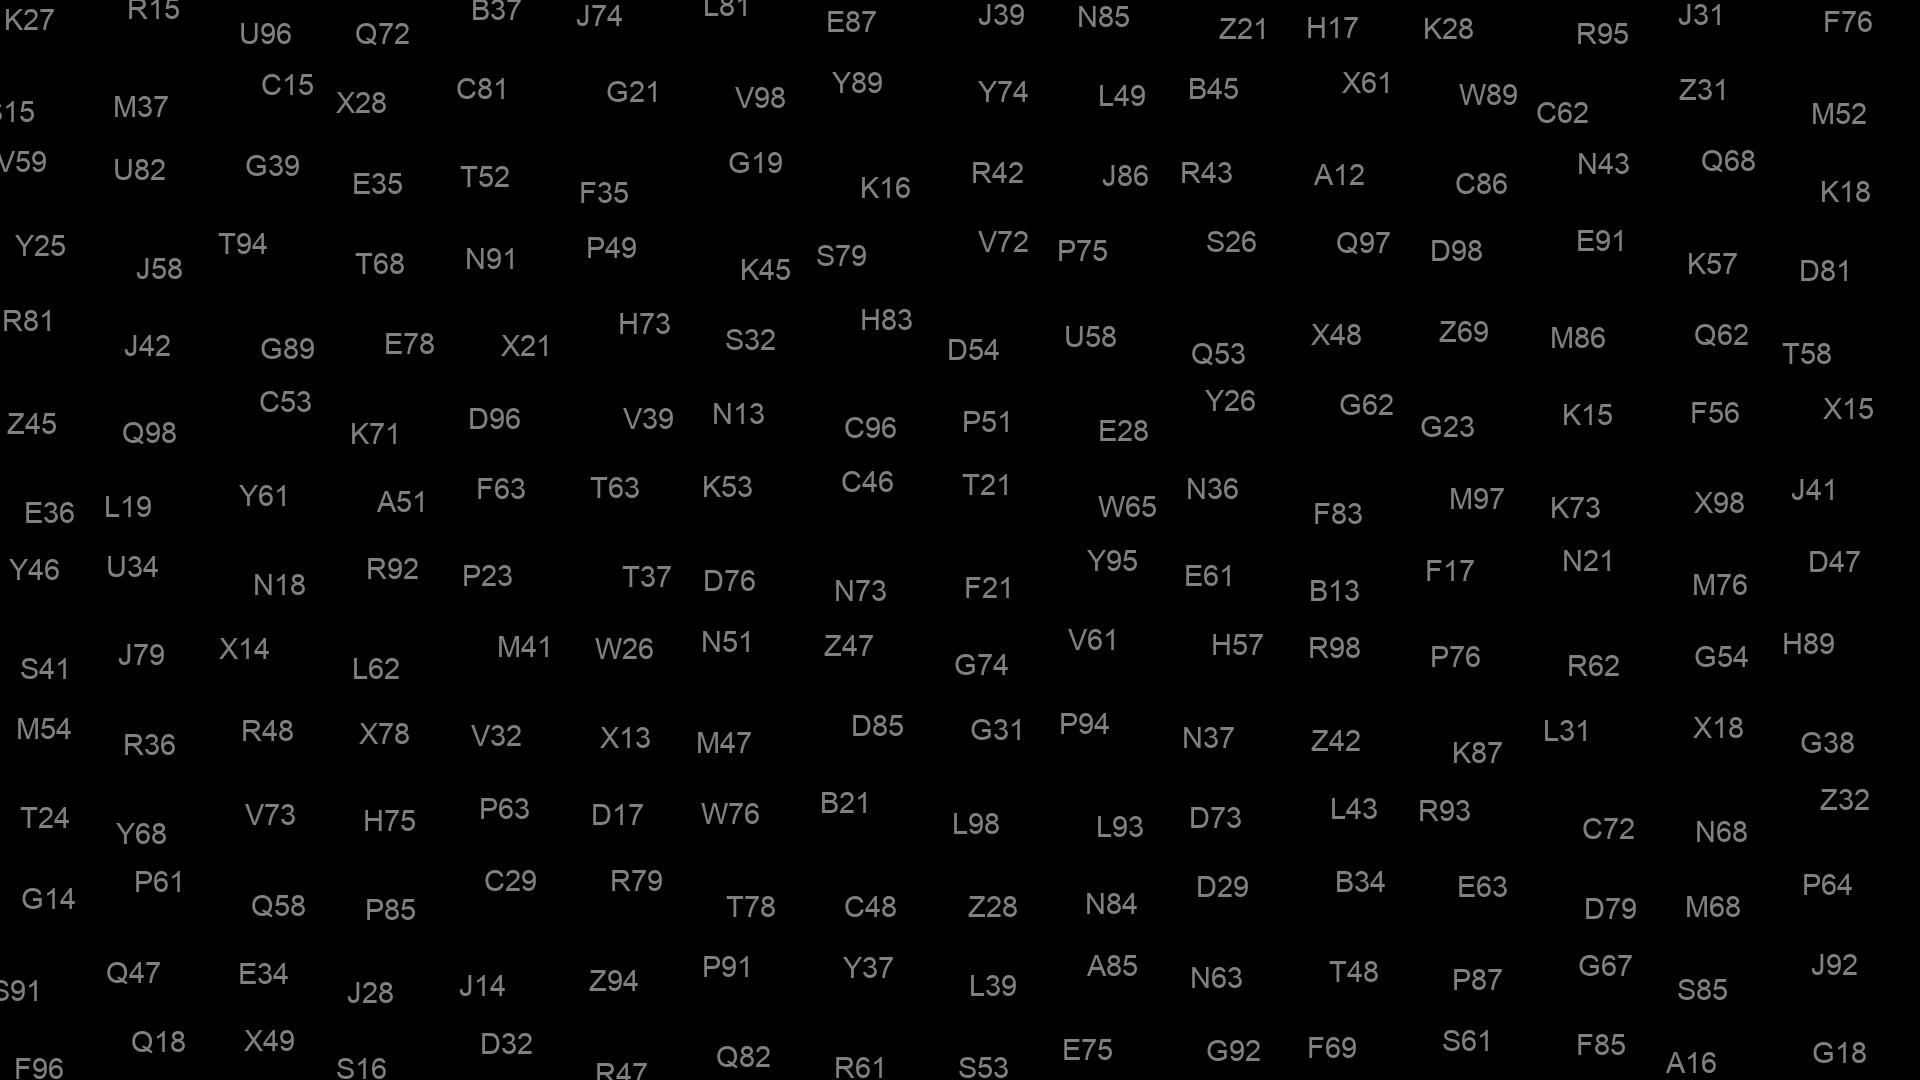 K27 R15 U96 Q72 B37 J74 L81 E87 J39 N85 Z21 H17 K28 R95 J31 F76
M37 C15 X28 C81 G21 V98 Y89 Y74 L49 B45 X61 W89 C62 Z31 M52
V59 U82 G39 E35 T52 F35 G19 K16 R42 J86 R43 A12 C86 N43 Q68 K18
Y25 J58 T94 T68 N91 P49 K45 S79 V72 P75 S26 Q97 D98 E91 K57 D81
R81 J42 G89 E78 X21 H73 S32 H83 D54 U58 Q53 X48 Z69 M86 Q62 T58
Z45 Q98 C53 K71 D96 V39 N13 C96 P51 E28 Y26 G62 G23 K15 F56 X15
E36 L19 Y61 A51 F63 T63 K53 C46 T21 W65 N36 F83 M97 K73 X98 J41
Y46 U34 N18 R92 P23 T37 D76 N73 F21 Y95 E61 B13 F17 N21 M76 D47
S41 J79 X14 L62 M41 W26 N51 Z47 G74 V61 H57 R98 P76 R62 G54 H89
M54 R36 R48 X78 V32 X13 M47 D85 G31 P94 N37 Z42 K87 L31 X18 G38
T24 Y68 V73 H75 P63 D17 W76 B21 L98 L93 D73 L43 R93 C72 N68 Z32
G14 P61 Q58 P85 C29 R79 T78 C48 Z28 N84 D29 B34 E63 D79 M68 P64
S91 Q47 E34 J28 J14 Z94 P91 Y37 L39 A85 N63 T48 P87 G67 S85 J92
F96 Q18 X49 S16 D32 R47 Q82 R61 S53 E75 G92 F69 S61 F85 A16 G18